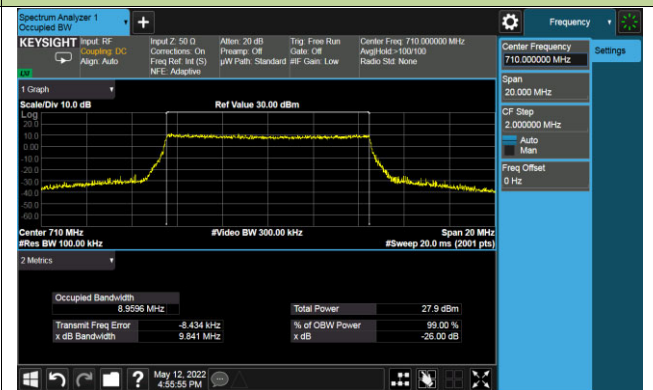 Spectrum Analyzer 1
Occupied BW
+
Frequency
KEYSIGHT
Input: RF
Coupling: DC
Align: Auto
Input Z: 50 Ω
Corrections: On
Freq Ref: Int (S)
NFE: Adaptive
Atten: 20 dB
Preamp: Off
µW Path: Standard
Trig: Free Run
Gate: Off
#IF Gain: Low
Center Freq: 710.000000 MHz
Avg|Hold:>100/100
Radio Std: None
Center Frequency
710.000000 MHz
Settings
Span
20.000 MHz
CF Step
2.000000 MHz
Auto
Man
Freq Offset
0 Hz
1 Graph
Scale/Div 10.0 dB
Ref Value 30.00 dBm
Log
20.0
10.0
0.00
-10.0
-20.0
-30.0
-40.0
-50.0
-60.0
Center 710 MHz
#Video BW 300.00 kHz
Span 20 MHz
#Res BW 100.00 kHz
#Sweep 20.0 ms (2001 pts)
2 Metrics
Occupied Bandwidth
8.9596 MHz
Total Power 27.9 dBm
Transmit Freq Error -8.434 kHz
% of OBW Power 99.00 %
x dB Bandwidth 9.841 MHz
x dB -26.00 dB
?
May 12, 2022
4:55:55 PM